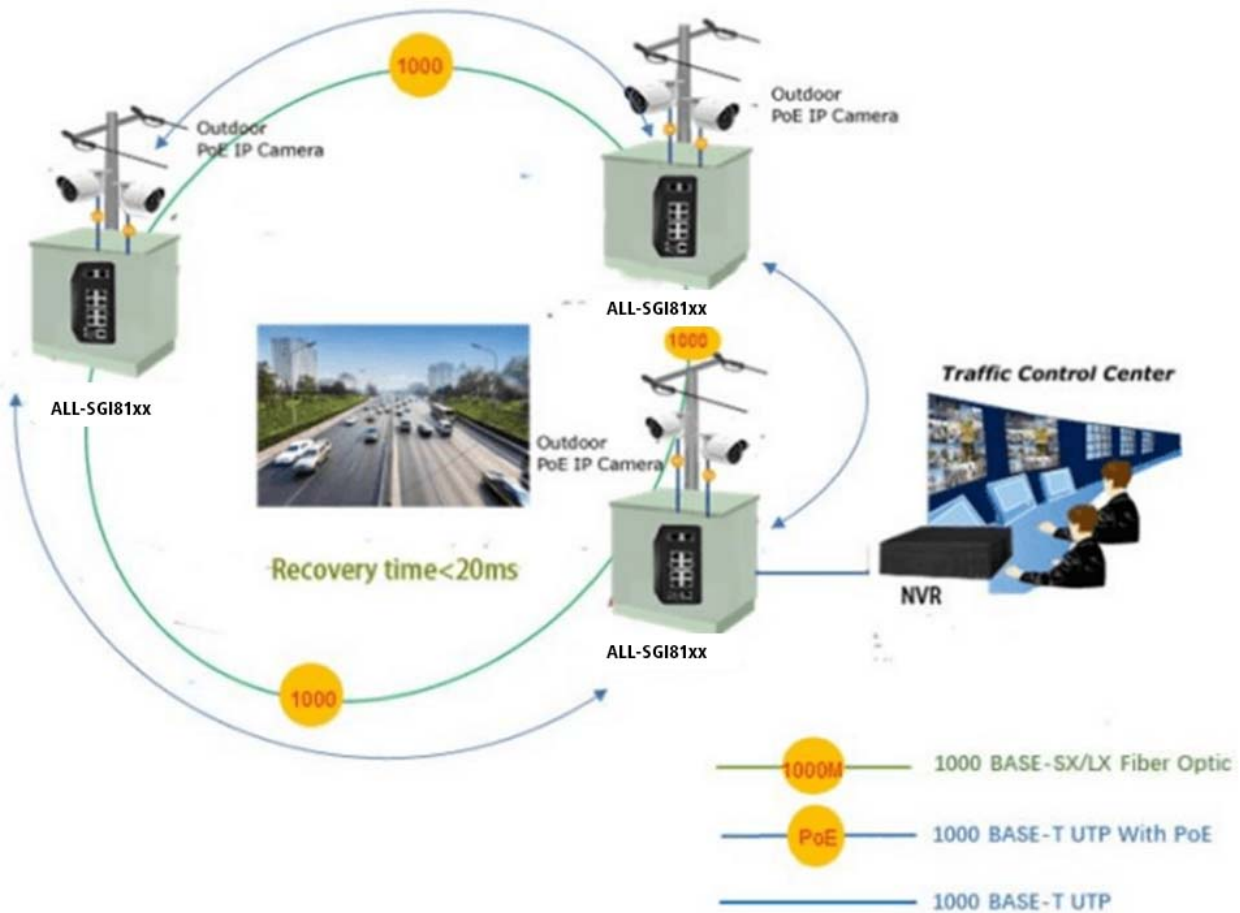 1000
Outdoor
PoE IP Camera
Outdoor
PoE IP Camera
ALL-SGI81xx
1000
ALL-SGI81xx
Traffic Control Center
Outdoor
PoE IP Camera
Recovery time<20ms
NVR
ALL-SGI81xx
1000
1000M
1000 BASE-SX/LX Fiber Optic
PoE
1000 BASE-T UTP With PoE
1000 BASE-T UTP